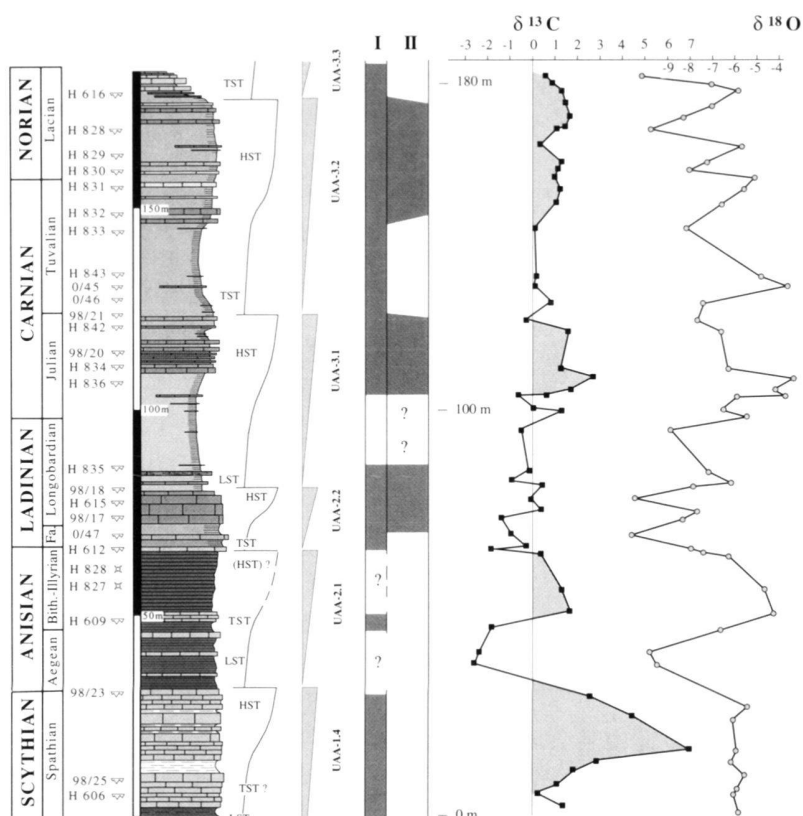 δ 13 C
δ 18 O
I II
-3 -2 -1 0 1 2 3 4 5 6 7
-9 -8 -7 -6 -5 -4
NORIAN
CARNIAN
LADINIAN
ANISIAN
SCYTHIAN
Lacian
Tuvalian
Julian
Longobardian
Fa.
Bith.-Illyrian
Aegean
Spathian
H 616
H 828
H 829
H 830
H 831
H 832
H 833
H 843
0/45
0/46
98/21
H 842
98/20
H 834
H 836
H 835
98/18
H 615
98/17
0/47
H 612
H 828
H 827
H 609
98/23
98/25
H 606
150m
100m
50m
TST
HST
TST
HST
LST
HST
TST
(HST) ?
TST
LST
HST
TST ?
UAA-3.3
UAA-3.2
UAA-3.1
UAA-2.2
UAA-2.1
UAA-1.4
?
?
?
?
– 180 m
– 100 m
– 0 m